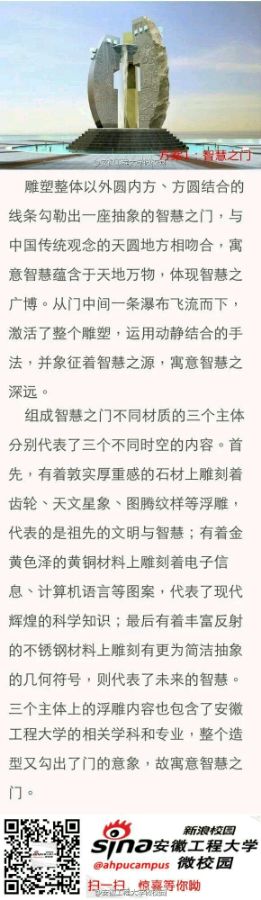 @安徽工程大学微校园
方案1：智慧之门
雕塑整体以外圆内方、方圆结合的
线条勾勒出一座抽象的智慧之门，与
中国传统观念的天圆地方相吻合，寓
意智慧蕴含于天地万物，体现智慧之
广博。从门中间一条瀑布飞流而下，
激活了整个雕塑，运用动静结合的手
法，并象征着智慧之源，寓意智慧之
深远。
组成智慧之门不同材质的三个主体
分别代表了三个不同时空的内容。首
先，有着敦实厚重感的石材上雕刻着
齿轮、天文星象、图腾纹样等浮雕，
代表的是祖先的文明与智慧；有着金
黄色泽的黄铜材料上雕刻着电子信
息、计算机语言等图案，代表了现代
辉煌的科学知识；最后有着丰富反射
的不锈钢材料上雕刻有更为简洁抽象
的几何符号，则代表了未来的智慧。
三个主体上的浮雕内容也包含了安徽
工程大学的相关学科和专业，整个造
型又勾出了门的意象，故寓意智慧之
门。
新浪校园
sina安徽工程大学
@ahpucampus 微校园
扫一扫 惊喜等你呦
@安徽工程大学微校园